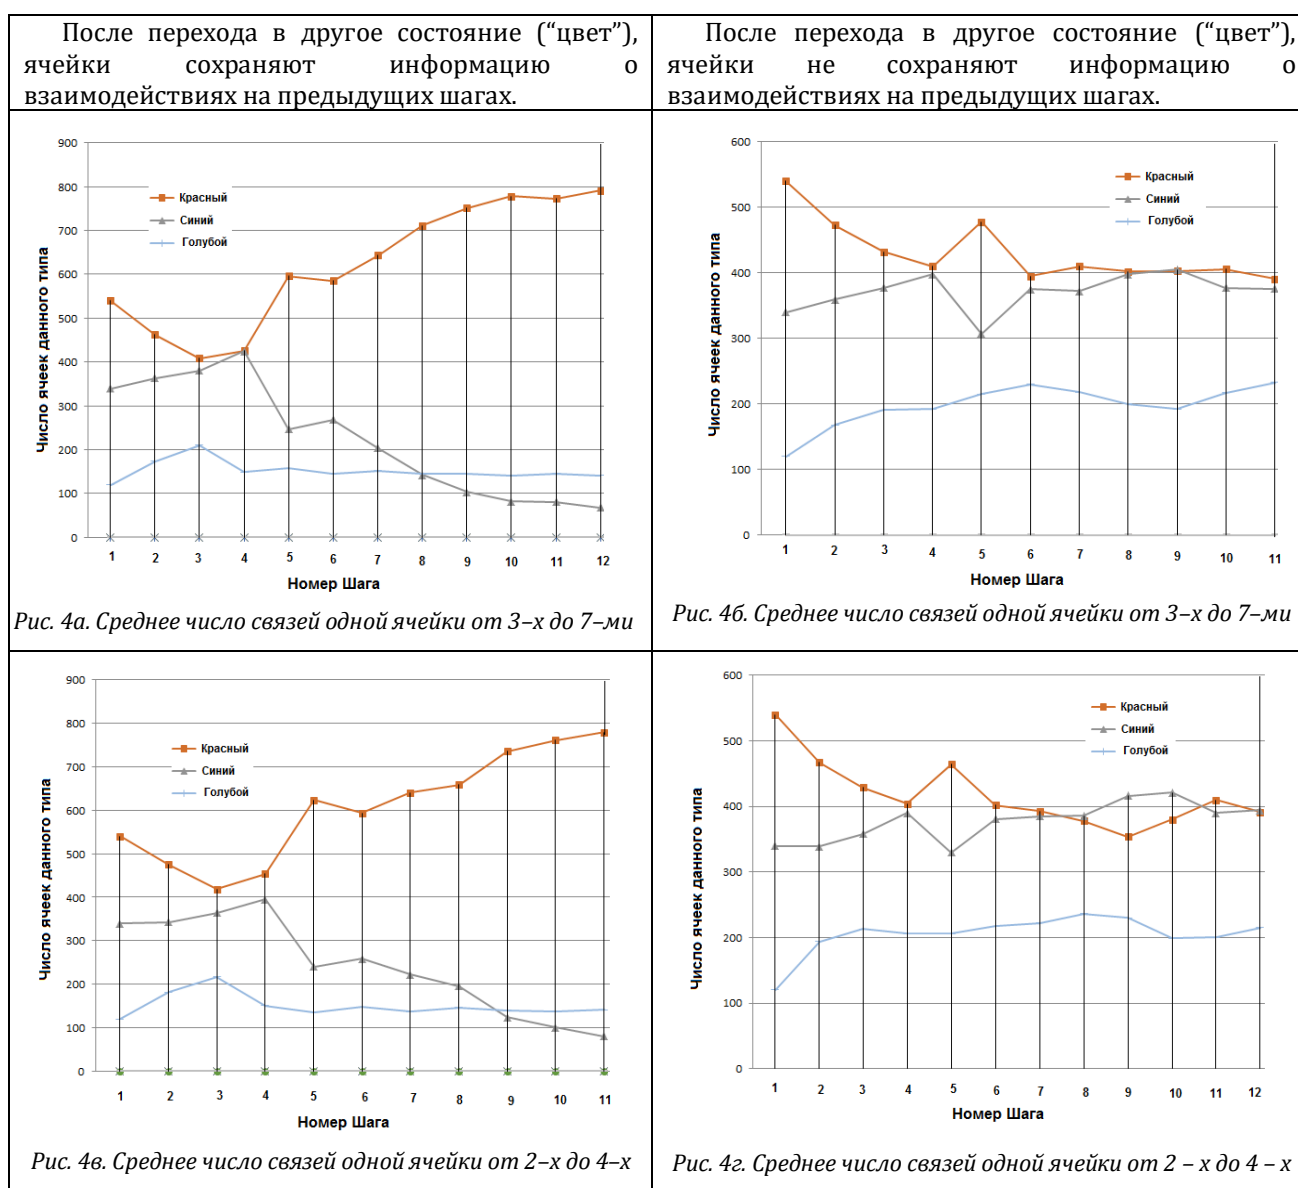 После перехода в другое состояние (“цвет”),
ячейки сохраняют информацию о
взаимодействиях на предыдущих шагах.
После перехода в другое состояние (“цвет”),
ячейки не сохраняют информацию о
взаимодействиях на предыдущих шагах.
900
800
700
600
500
400
300
200
100
0
Число ячеек данного типа
Красный
Синий
Голубой
1 2 3 4 5 6 7 8 9 10 11 12
Номер Шага
Рис. 4а. Среднее число связей одной ячейки от 3–х до 7–ми
600
500
400
300
200
100
0
Число ячеек данного типа
Красный
Синий
Голубой
1 2 3 4 5 6 7 8 9 10 11
Номер Шага
Рис. 4б. Среднее число связей одной ячейки от 3–х до 7–ми
900
800
700
600
500
400
300
200
100
0
Число ячеек данного типа
Красный
Синий
Голубой
1 2 3 4 5 6 7 8 9 10 11
Номер Шага
Рис. 4в. Среднее число связей одной ячейки от 2–х до 4–х
600
500
400
300
200
100
0
Число ячеек данного типа
Красный
Синий
Голубой
1 2 3 4 5 6 7 8 9 10 11 12
Номер Шага
Рис. 4г. Среднее число связей одной ячейки от 2 – х до 4 – х